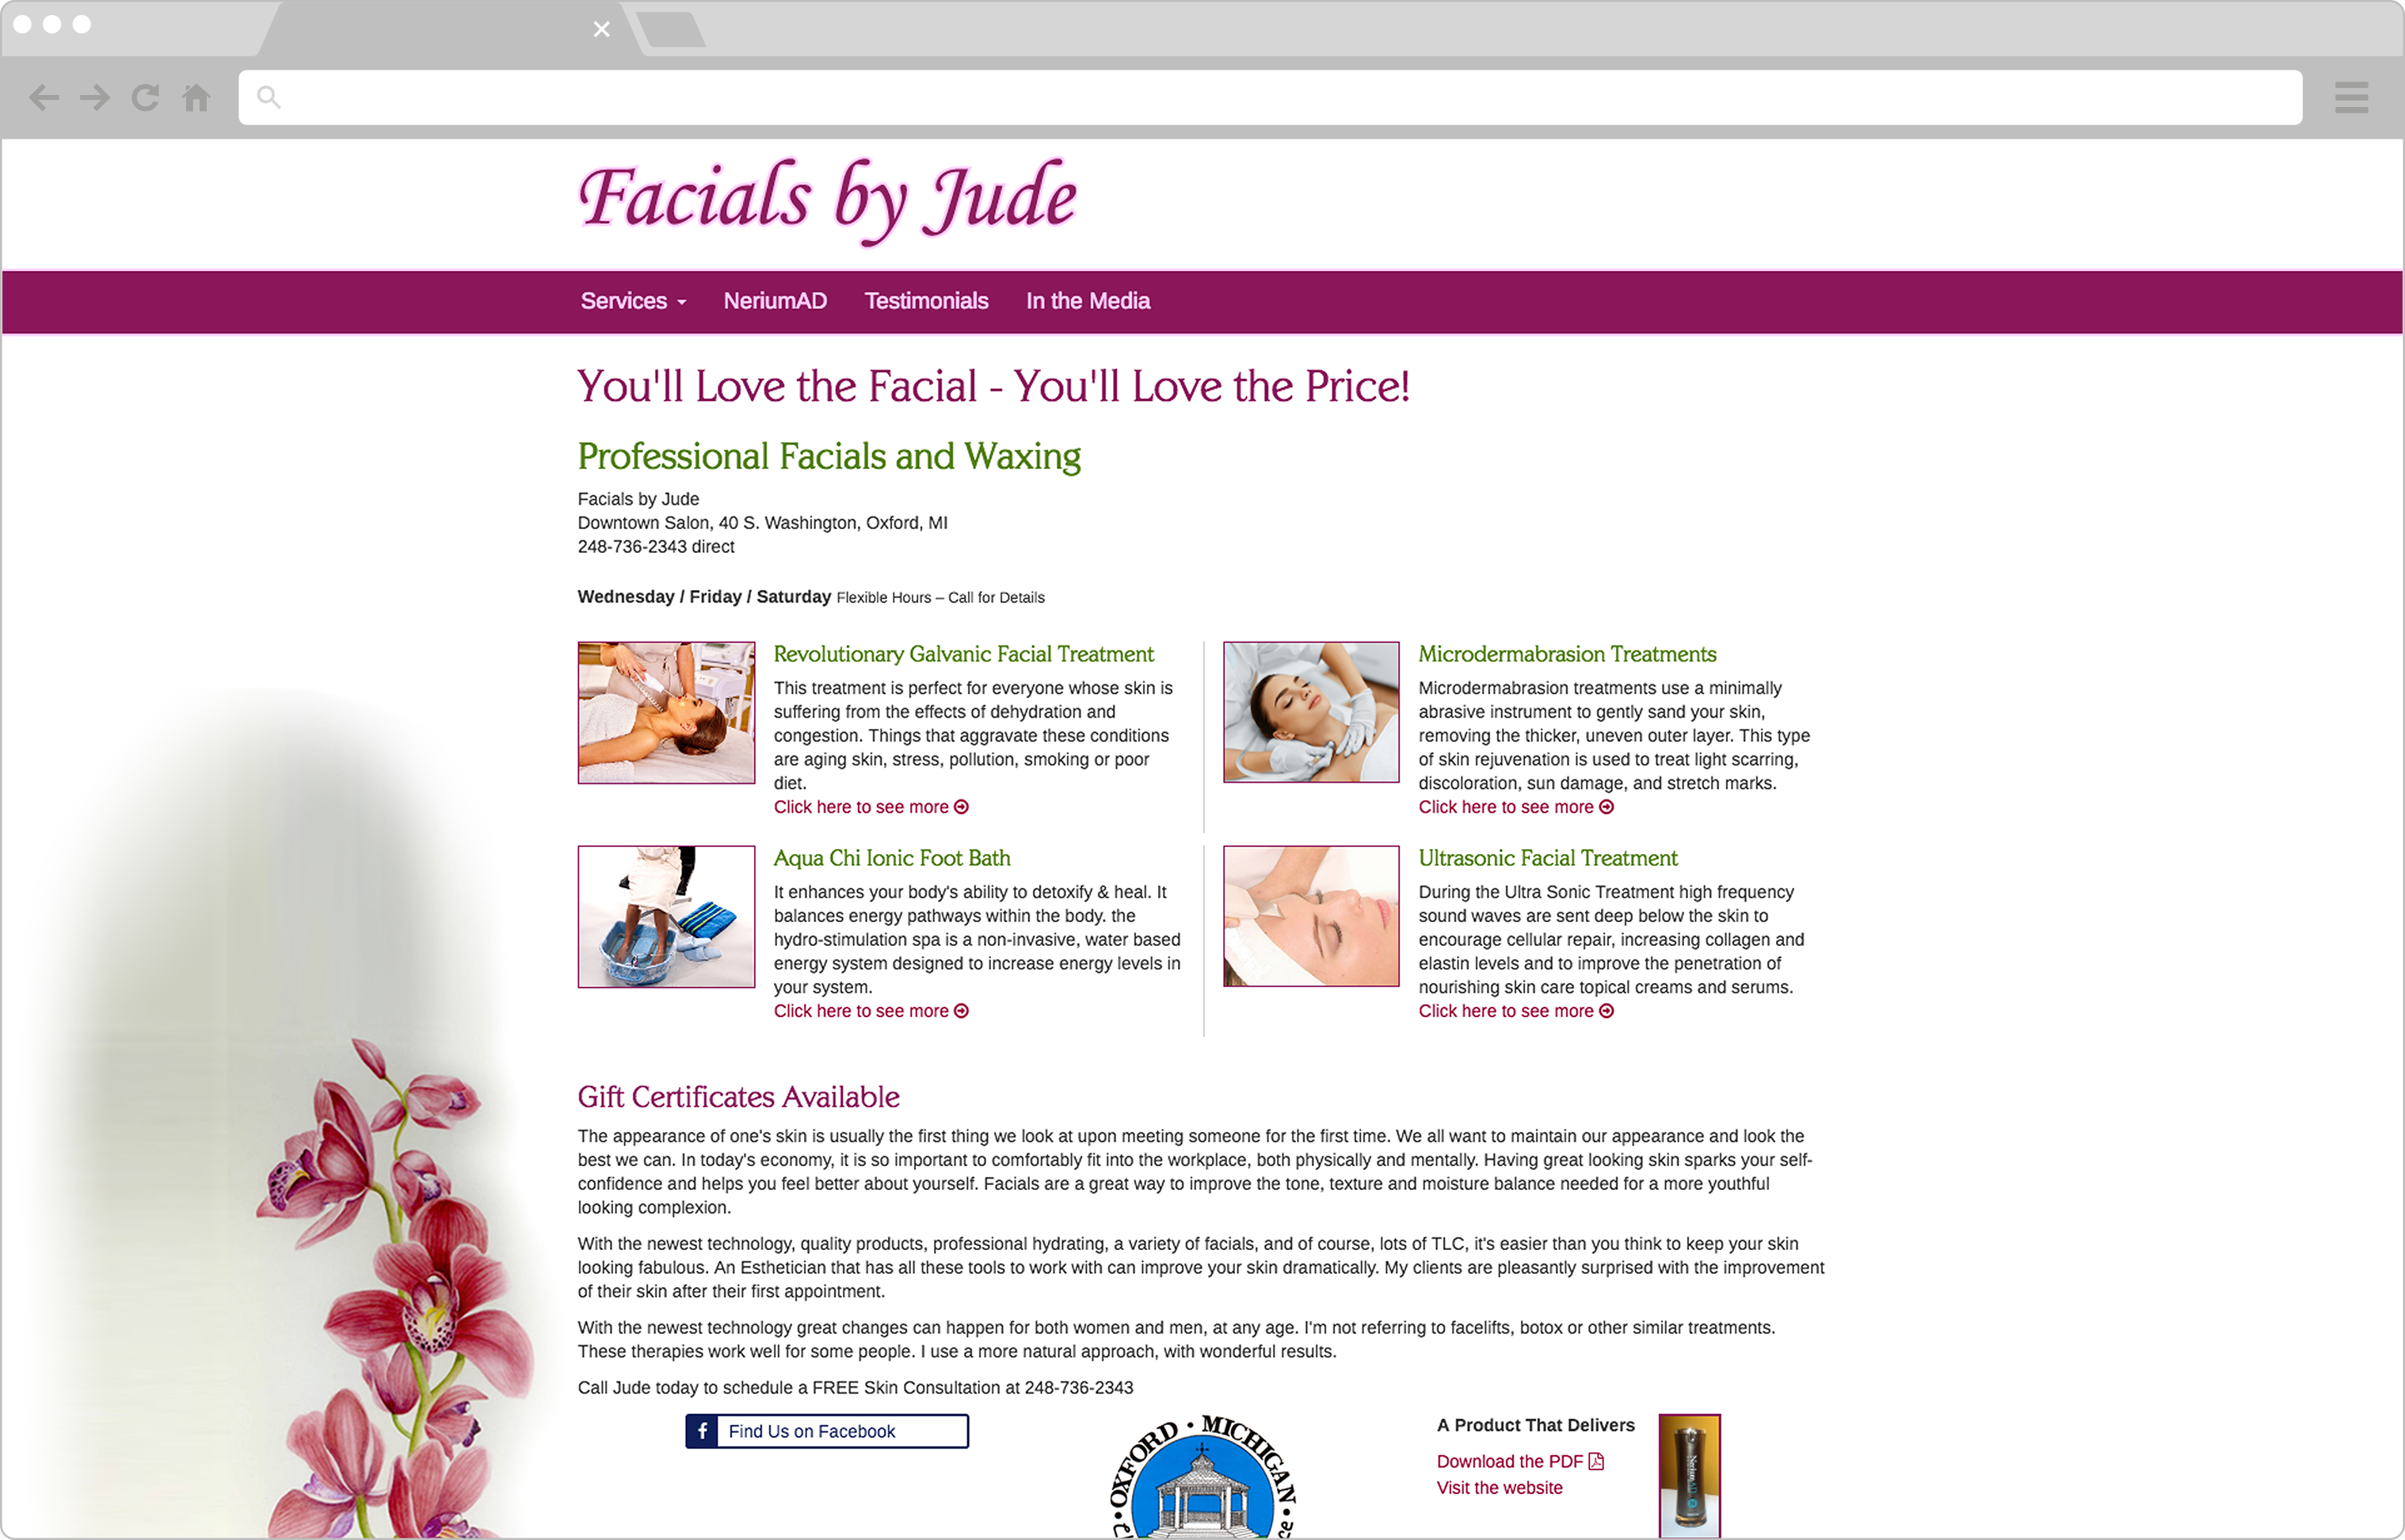 Facials by Jude
Services NeriumAD Testimonials In the Media
You'll Love the Facial - You'll Love the Price!
Professional Facials and Waxing
Facials by Jude
Downtown Salon, 40 S. Washington, Oxford, MI
248-736-2343 direct
Wednesday / Friday / Saturday Flexible Hours – Call for Details
Revolutionary Galvanic Facial Treatment
This treatment is perfect for everyone whose skin is
suffering from the effects of dehydration and
congestion. Things that aggravate these conditions
are aging skin, stress, pollution, smoking or poor
diet.
Click here to see more
Microdermabrasion Treatments
Microdermabrasion treatments use a minimally
abrasive instrument to gently sand your skin,
removing the thicker, uneven outer layer. This type
of skin rejuvenation is used to treat light scarring,
discoloration, sun damage, and stretch marks.
Click here to see more
Aqua Chi Ionic Foot Bath
It enhances your body's ability to detoxify & heal. It
balances energy pathways within the body. the
hydro-stimulation spa is a non-invasive, water based
energy system designed to increase energy levels in
your system.
Click here to see more
Ultrasonic Facial Treatment
During the Ultra Sonic Treatment high frequency
sound waves are sent deep below the skin to
encourage cellular repair, increasing collagen and
elastin levels and to improve the penetration of
nourishing skin care topical creams and serums.
Click here to see more
Gift Certificates Available
The appearance of one's skin is usually the first thing we look at upon meeting someone for the first time. We all want to maintain our appearance and look the
best we can. In today's economy, it is so important to comfortably fit into the workplace, both physically and mentally. Having great looking skin sparks your self-
confidence and helps you feel better about yourself. Facials are a great way to improve the tone, texture and moisture balance needed for a more youthful
looking complexion.
With the newest technology, quality products, professional hydrating, a variety of facials, and of course, lots of TLC, it's easier than you think to keep your skin
looking fabulous. An Esthetician that has all these tools to work with can improve your skin dramatically. My clients are pleasantly surprised with the improvement
of their skin after their first appointment.
With the newest technology great changes can happen for both women and men, at any age. I'm not referring to facelifts, botox or other similar treatments.
These therapies work well for some people. I use a more natural approach, with wonderful results.
Call Jude today to schedule a FREE Skin Consultation at 248-736-2343
Find Us on Facebook
OXFORD • MICHIGAN
A Product That Delivers
Download the PDF
Visit the website
NeriumAD